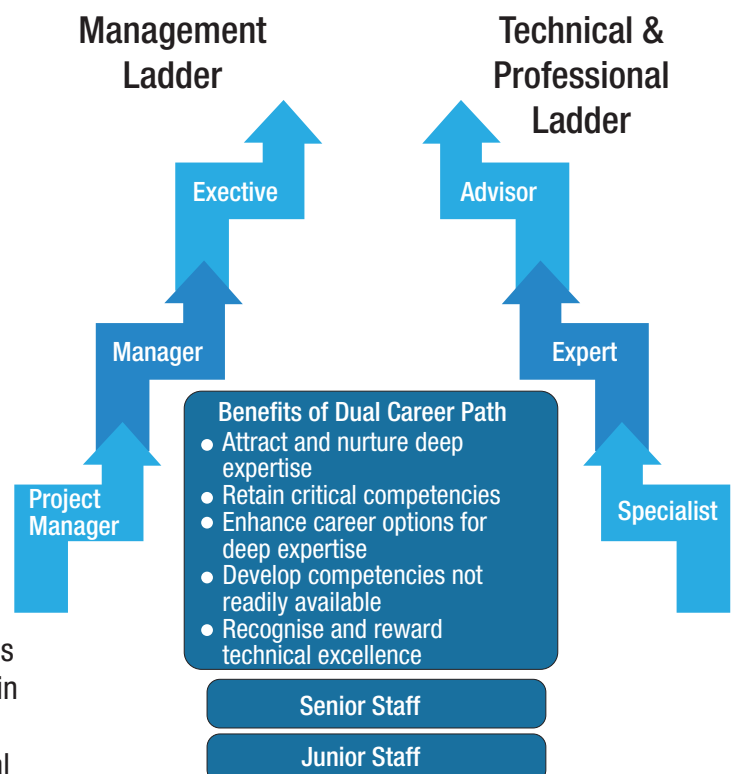 Management
Ladder
Technical &
Professional
Ladder
Exective
Advisor
Manager
Expert
Project
Manager
Specialist
Benefits of Dual Career Path
● Attract and nurture deep
expertise
● Retain critical competencies
● Enhance career options for
deep expertise
● Develop competencies not
readily available
● Recognise and reward
technical excellence
Senior Staff
Junior Staff
in